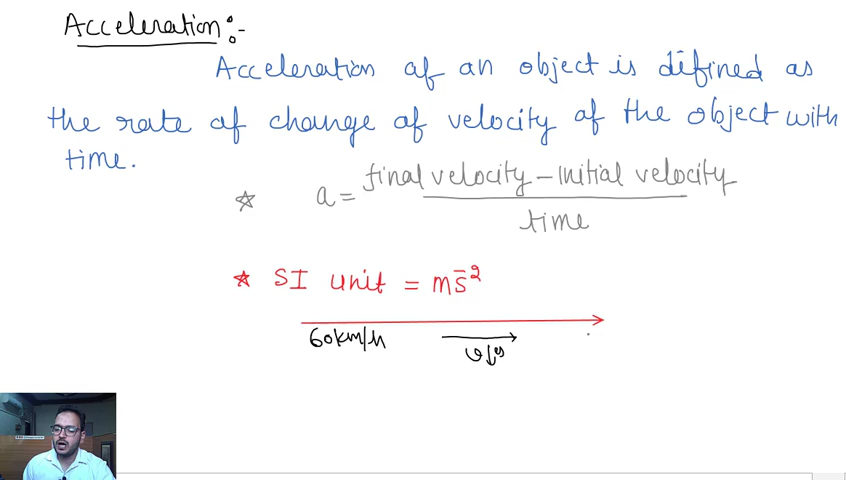 Acceleration:-
Acceleration of an object is difined as
the rate of change of velocity of the object with
time.
* a = final velocity - initial velocity
time
* SI unit = ms⁻²
60km/h